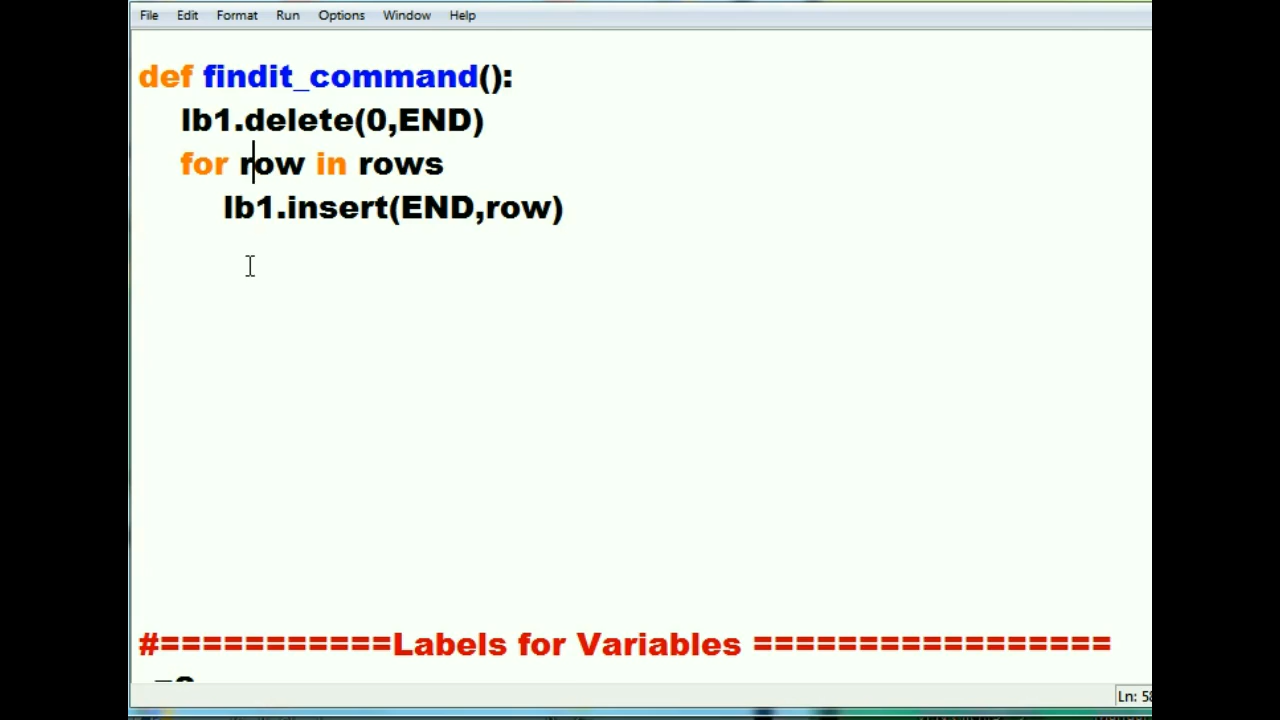 File Edit Format Run Options Window Help
def findit_command():
lb1.delete(0,END)
for row in rows
lb1.insert(END,row)
#===========Labels for Variables =================
Ln: